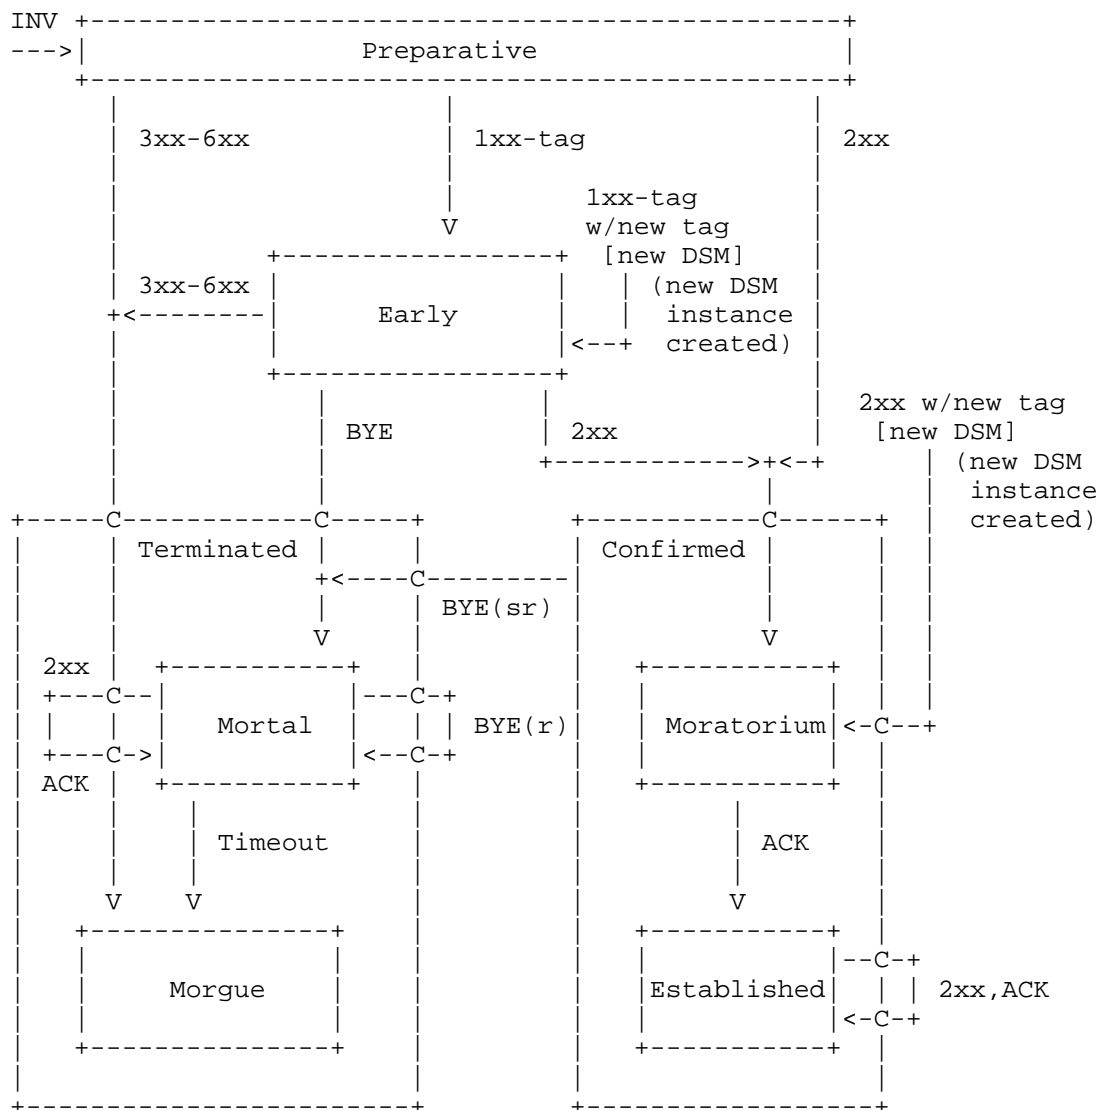 INV
Preparative
3xx-6xx 1xx-tag 2xx
1xx-tag
w/new tag
[new DSM]
3xx-6xx (new DSM
Early instance
created)
2xx w/new tag
BYE 2xx [new DSM]
(new DSM
instance
created)
Terminated Confirmed
BYE(sr)
2xx
Mortal BYE(r) Moratorium
ACK
Timeout ACK
Morgue Established 2xx,ACK